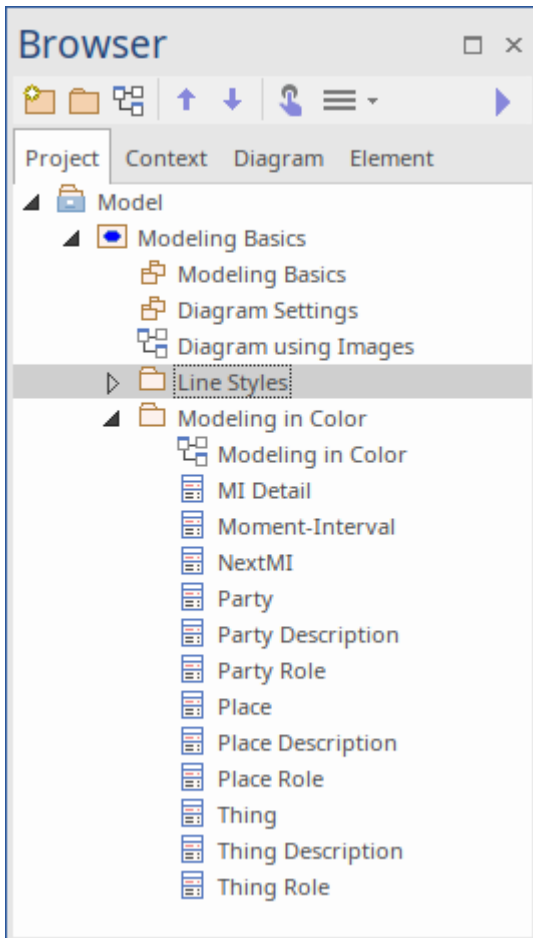 Browser
Project Context Diagram Element
Model
Modeling Basics
Modeling Basics
Diagram Settings
Diagram using Images
Line Styles
Modeling in Color
Modeling in Color
MI Detail
Moment-Interval
NextMI
Party
Party Description
Party Role
Place
Place Description
Place Role
Thing
Thing Description
Thing Role